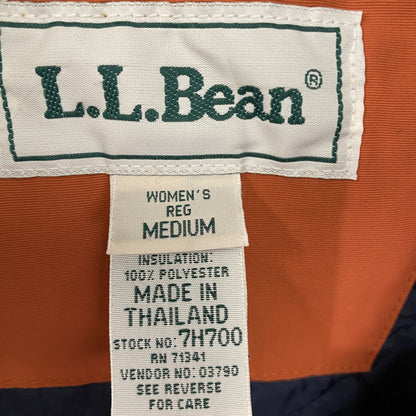 L.L.Bean®
WOMEN'S
REG
MEDIUM
INSULATION:
100% POLYESTER
MADE IN
THAILAND
STOCK NO: 7H700
RN 71341
VENDOR NO: 03790
SEE REVERSE
FOR CARE